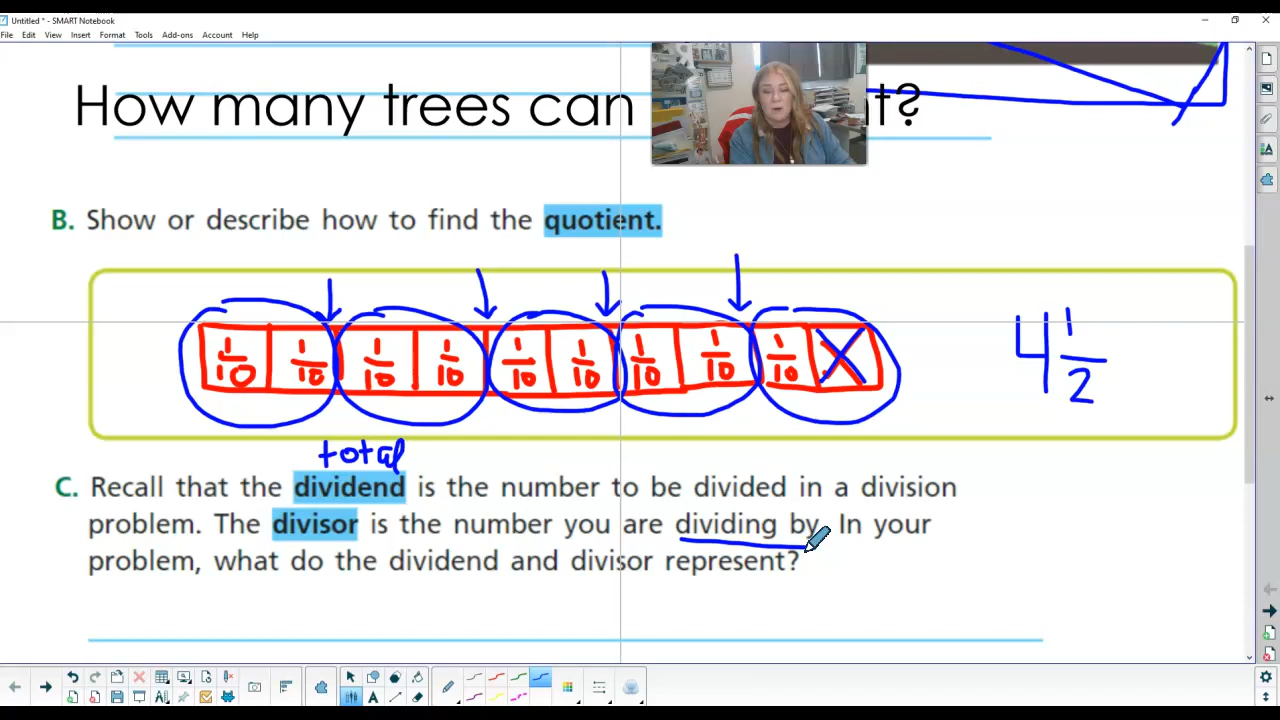 Untitled * - SMART Notebook
File Edit View Insert Format Tools Add-ons Account Help
How many trees can t?
B. Show or describe how to find the quotient.
1/10 1/10 1/10 1/10 1/10 1/10 1/10 1/10 1/10
4 1/2
total
C. Recall that the dividend is the number to be divided in a division
problem. The divisor is the number you are dividing by. In your
problem, what do the dividend and divisor represent?